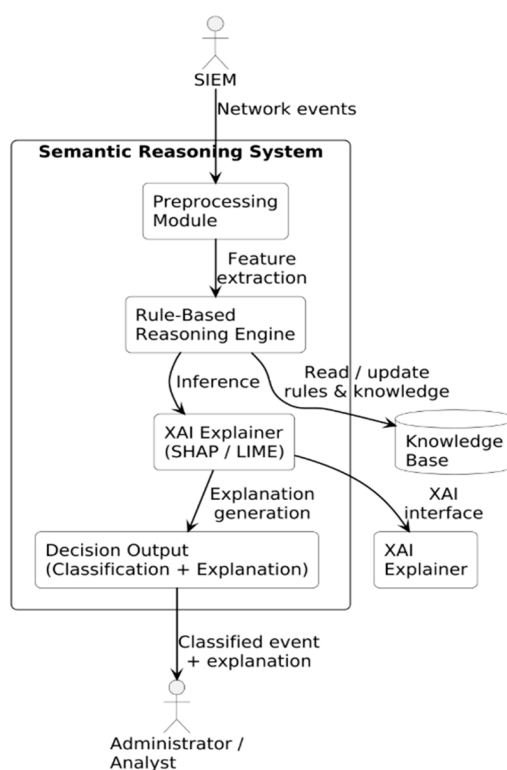 SIEM
Network events
Semantic Reasoning System
Preprocessing
Module
Feature
extraction
Rule-Based
Reasoning Engine
Inference
Read / update
rules & knowledge
XAI Explainer
(SHAP / LIME)
Knowledge
Base
Explanation
generation
XAI
interface
Decision Output
(Classification + Explanation)
XAI
Explainer
Classified event
+ explanation
Administrator /
Analyst